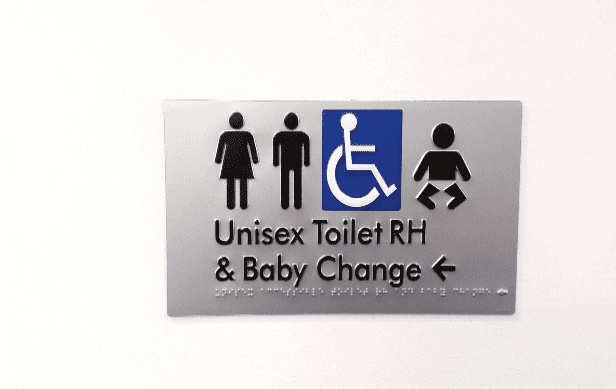 Unisex Toilet RH
& Baby Change ←